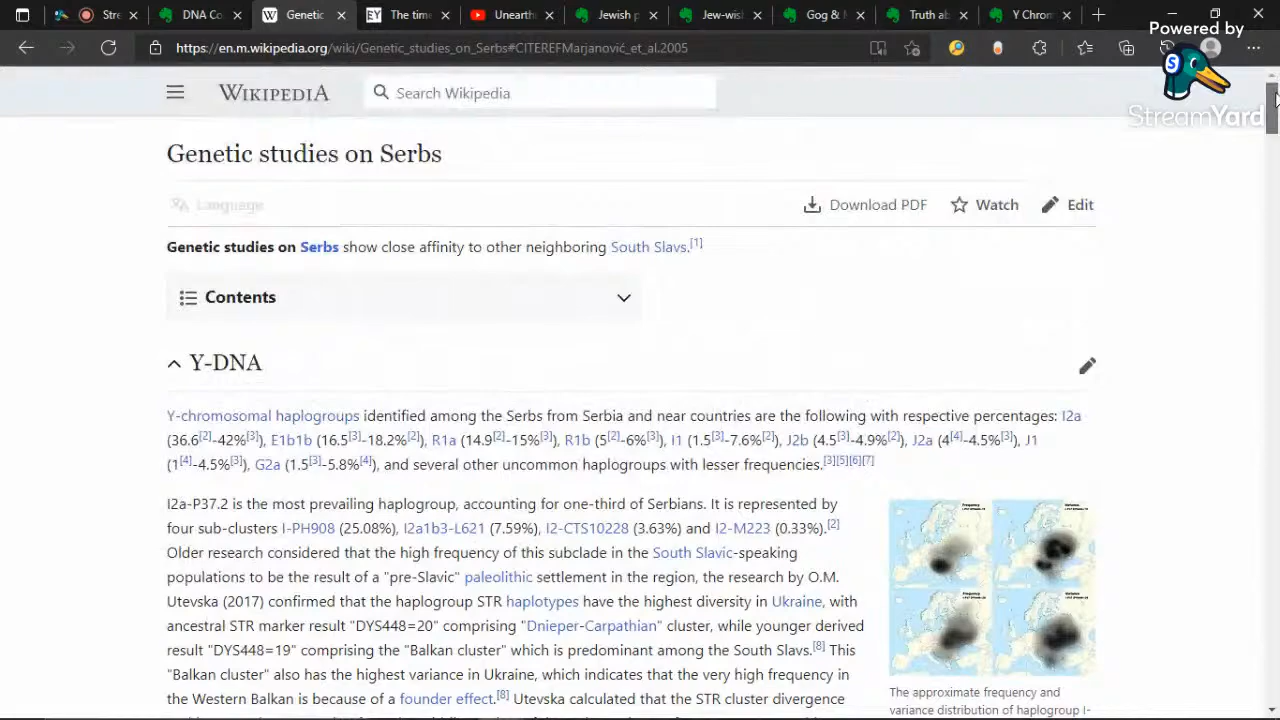 Stre
DNA Co
Genetic
The time
Unearth
Jewish p
Jew-wis
Gog & 
Truth ab
Y Chrom
https://en.m.wikipedia.org/wiki/Genetic_studies_on_Serbs#CITEREFMarjanović_et_al.2005
Powered by
StreamYard
WIKIPEDIA
Search Wikipedia
Genetic studies on Serbs
Language
Download PDF
Watch
Edit
Genetic studies on Serbs show close affinity to other neighboring South Slavs.[1]
Contents
Y-DNA
Y-chromosomal haplogroups identified among the Serbs from Serbia and near countries are the following with respective percentages: I2a
(36.6[2]-42%[3]), E1b1b (16.5[3]-18.2%[2]), R1a (14.9[2]-15%[3]), R1b (5[2]-6%[3]), I1 (1.5[3]-7.6%[2]), J2b (4.5[3]-4.9%[2]), J2a (4[4]-4.5%[3]), J1
(1[4]-4.5%[3]), G2a (1.5[3]-5.8%[4]), and several other uncommon haplogroups with lesser frequencies.[3][5][6][7]
I2a-P37.2 is the most prevailing haplogroup, accounting for one-third of Serbians. It is represented by
four sub-clusters I-PH908 (25.08%), I2a1b3-L621 (7.59%), I2-CTS10228 (3.63%) and I2-M223 (0.33%).[2]
Older research considered that the high frequency of this subclade in the South Slavic-speaking
populations to be the result of a "pre-Slavic" paleolithic settlement in the region, the research by O.M.
Utevska (2017) confirmed that the haplogroup STR haplotypes have the highest diversity in Ukraine, with
ancestral STR marker result "DYS448=20" comprising "Dnieper-Carpathian" cluster, while younger derived
result "DYS448=19" comprising the "Balkan cluster" which is predominant among the South Slavs.[8] This
"Balkan cluster" also has the highest variance in Ukraine, which indicates that the very high frequency in
the Western Balkan is because of a founder effect.[8] Utevska calculated that the STR cluster divergence
The approximate frequency and
variance distribution of haplogroup I-